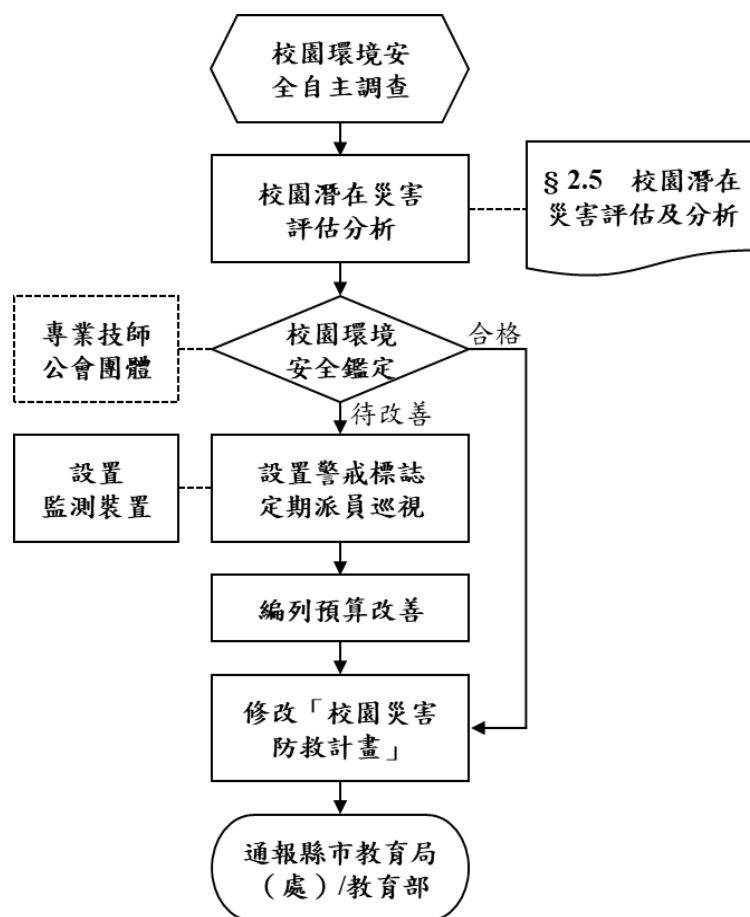 校園環境安
全自主調查
校園潛在災害
評估分析
§ 2.5 校園潛在
災害評估及分析
專業技師
公會團體
校園環境
安全鑑定
合格
待改善
設置
監測裝置
設置警戒標誌
定期派員巡視
編列預算改善
修改「校園災害
防救計畫」
通報縣市教育局
（處）/教育部